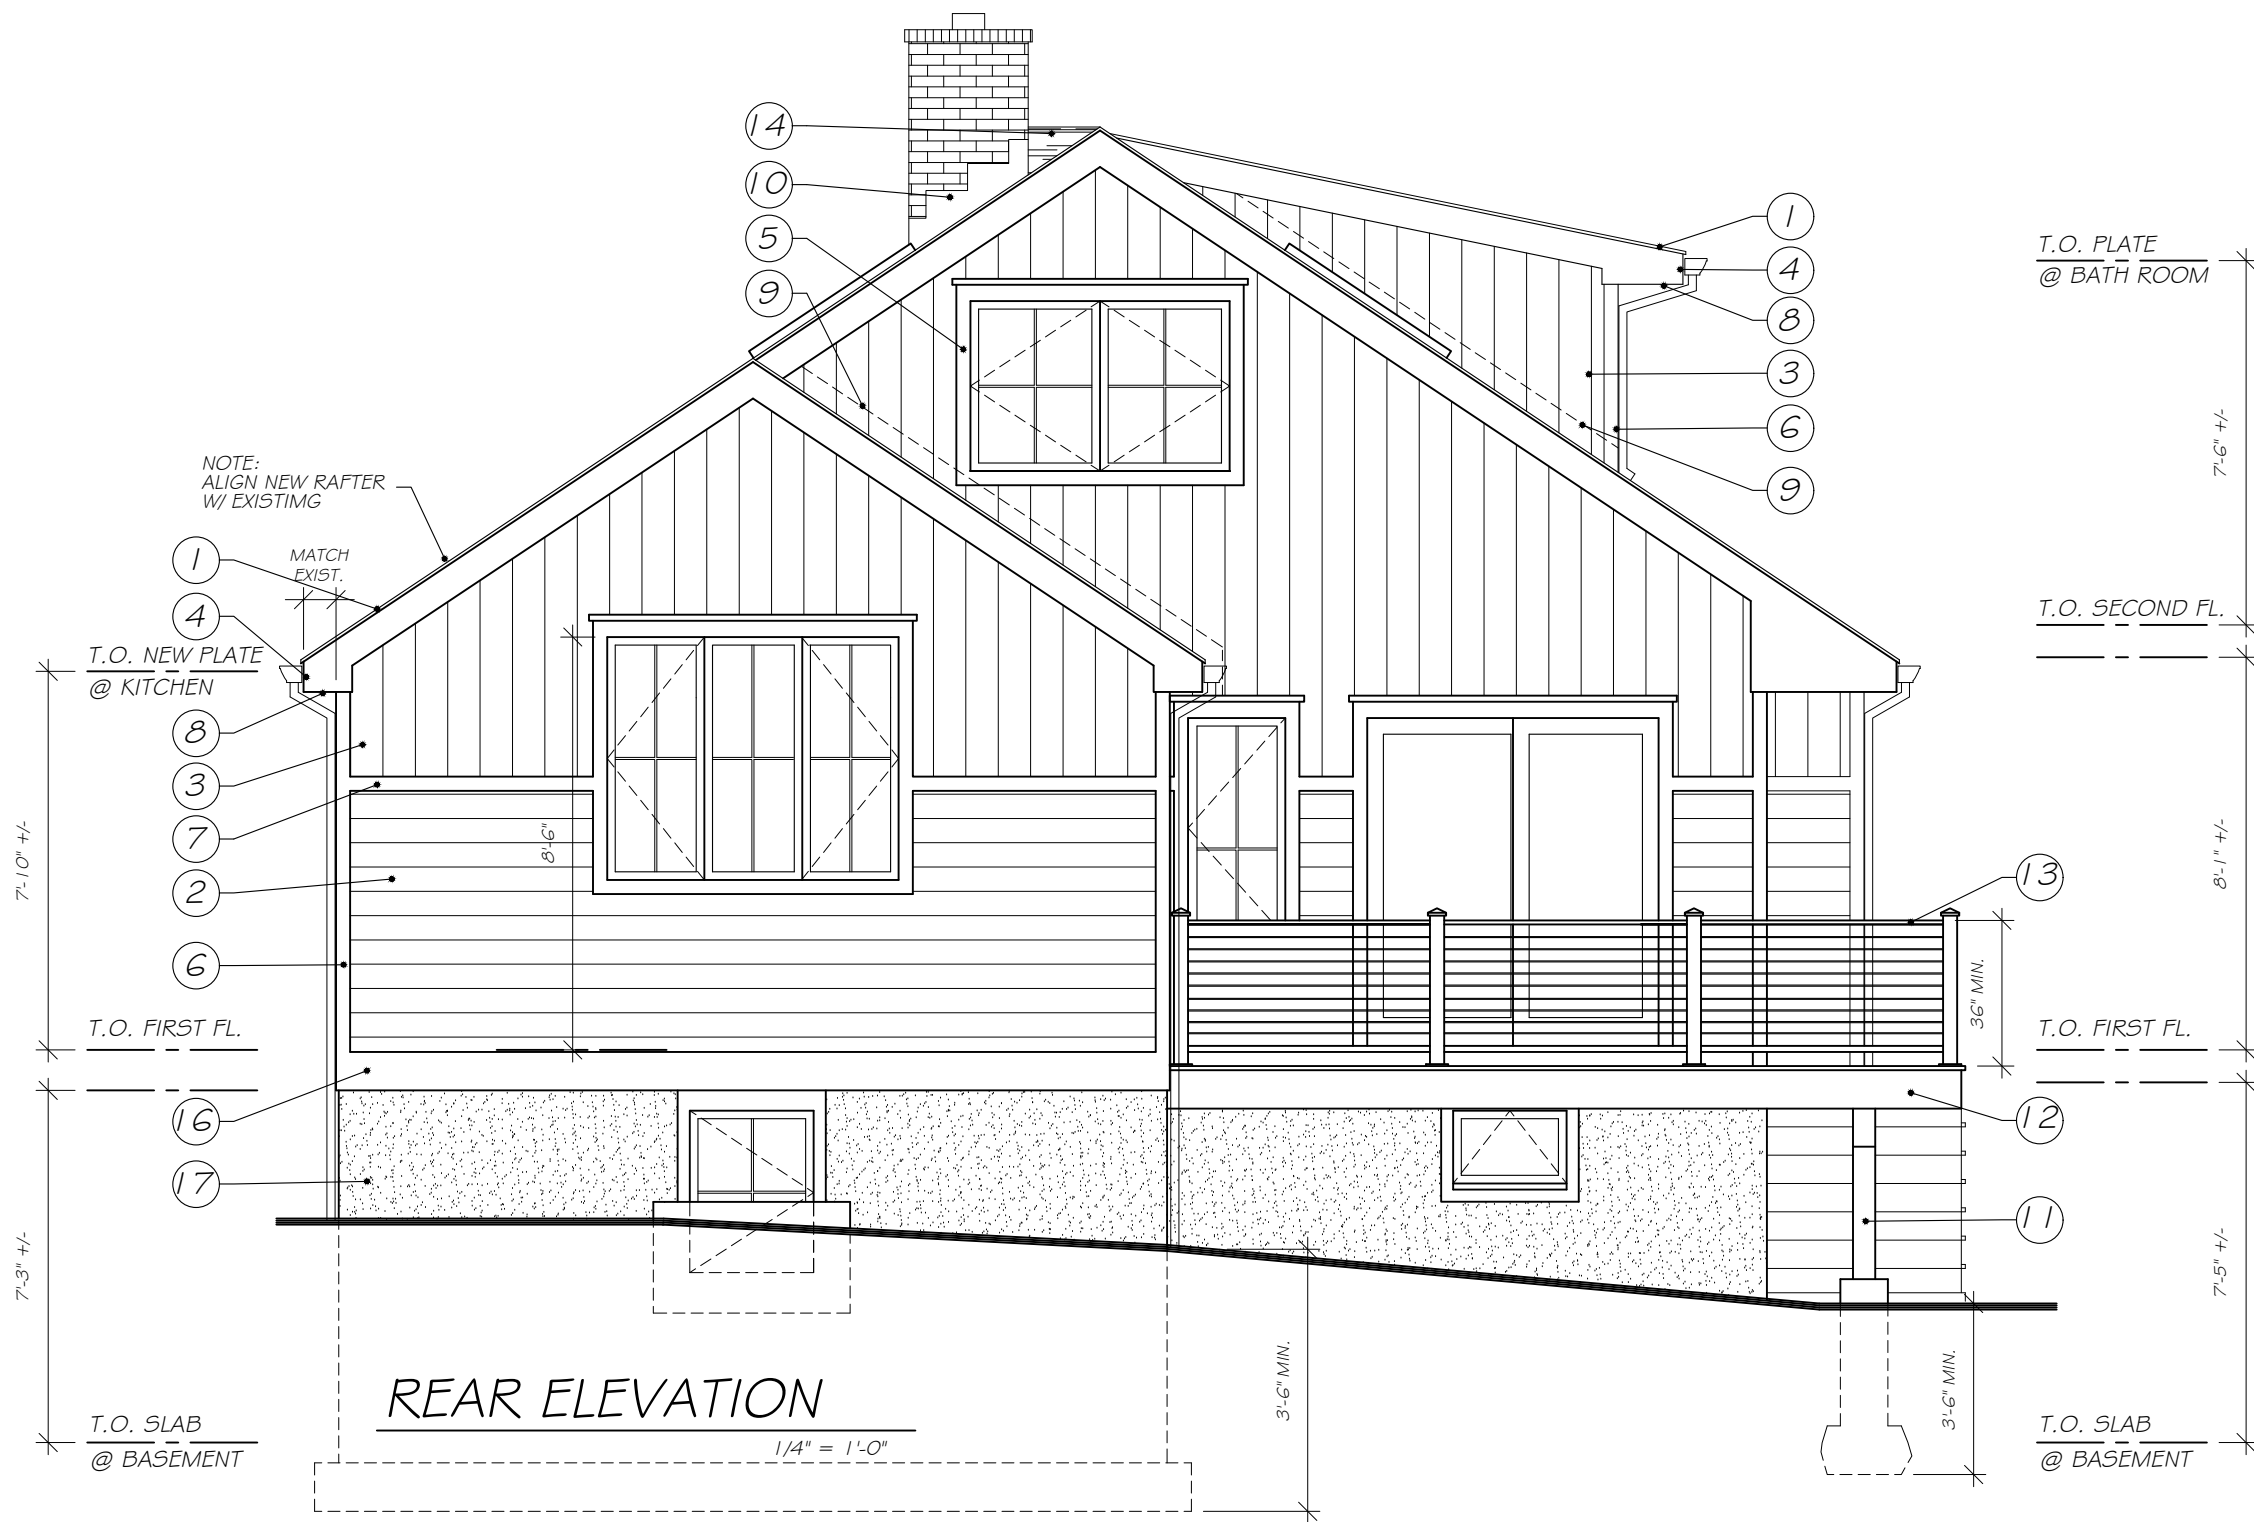 14
10
5
9
1
4
8
3
6
9
T.O. PLATE
@ BATH ROOM
7'-6" +/-
NOTE:
ALIGN NEW RAFTER
W/ EXISTIMG
MATCH
EXIST.
1
4
T.O. NEW PLATE
@ KITCHEN
8
3
7
2
6
7'-10" +/-
8'-6"
T.O. SECOND FL.
8'-1" +/-
13
36" MIN.
T.O. FIRST FL.
T.O. FIRST FL.
16
17
12
11
7'-3" +/-
7'-5" +/-
3'-6" MIN.
3'-6" MIN.
REAR ELEVATION
1/4" = 1'-0"
T.O. SLAB
@ BASEMENT
T.O. SLAB
@ BASEMENT